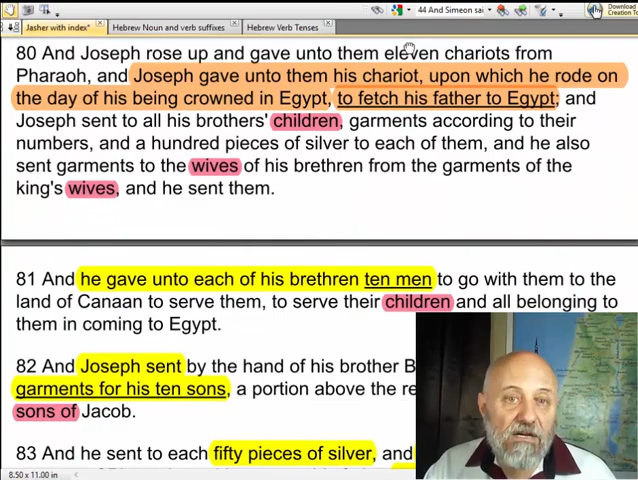 44 And Simeon sai
Download
Creation To
Jasher with index*
Hebrew Noun and verb suffixes
Hebrew Verb Tenses
80 And Joseph rose up and gave unto them eleven chariots from
Pharaoh, and Joseph gave unto them his chariot, upon which he rode on
the day of his being crowned in Egypt, to fetch his father to Egypt; and
Joseph sent to all his brothers' children, garments according to their
numbers, and a hundred pieces of silver to each of them, and he also
sent garments to the wives of his brethren from the garments of the
king's wives, and he sent them.
81 And he gave unto each of his brethren ten men to go with them to the
land of Canaan to serve them, to serve their children and all belonging to
them in coming to Egypt.
82 And Joseph sent by the hand of his brother B
garments for his ten sons, a portion above the re
sons of Jacob.
83 And he sent to each fifty pieces of silver, and
8.50 x 11.00 in